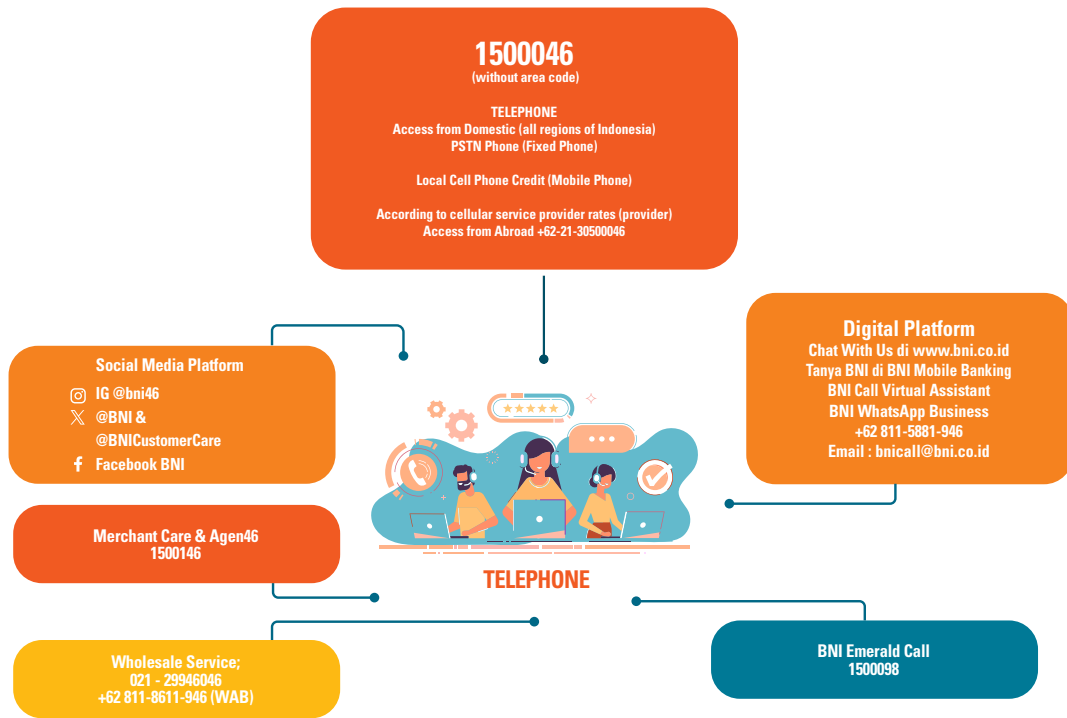 1500046
(without area code)
TELEPHONE
Access from Domestic (all regions of Indonesia)
PSTN Phone (Fixed Phone)
Local Cell Phone Credit (Mobile Phone)
According to cellular service provider rates (provider)
Access from Abroad +62-21-30500046
Social Media Platform
IG @bni46
@BNI &
@BNICustomerCare
Facebook BNI
Digital Platform
Chat With Us di www.bni.co.id
Tanya BNI di BNI Mobile Banking
BNI Call Virtual Assistant
BNI WhatsApp Business
+62 811-5881-946
Email : bnicall@bni.co.id
Merchant Care & Agen46
1500146
TELEPHONE
Wholesale Service;
021 - 29946046
+62 811-8611-946 (WAB)
BNI Emerald Call
1500098